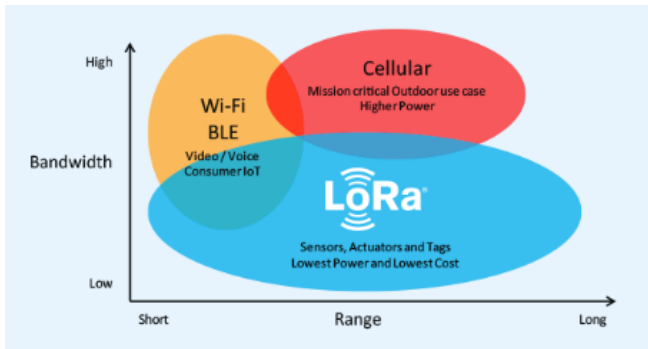 High
Bandwidth
Low
Wi-Fi
BLE
Video / Voice
Consumer IoT
Cellular
Mission critical Outdoor use case
Higher Power
LoRa®
Sensors, Actuators and Tags
Lowest Power and Lowest Cost
Short
Range
Long